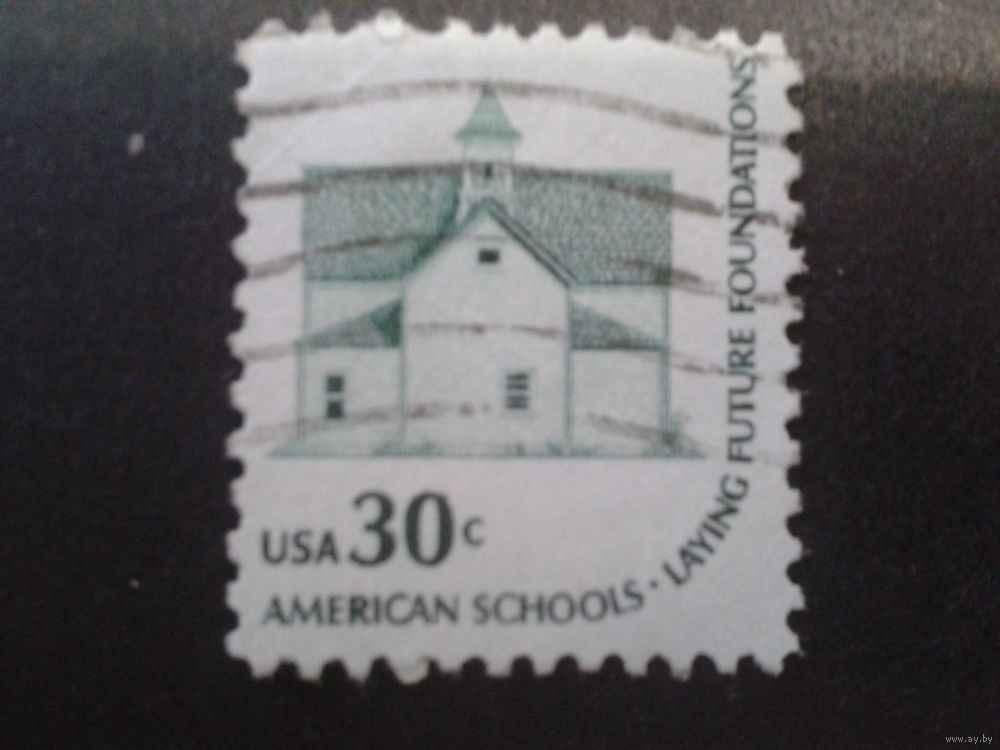 USA 30c
AMERICAN SCHOOLS · LAYING FUTURE FOUNDATIONS
www.ay.by